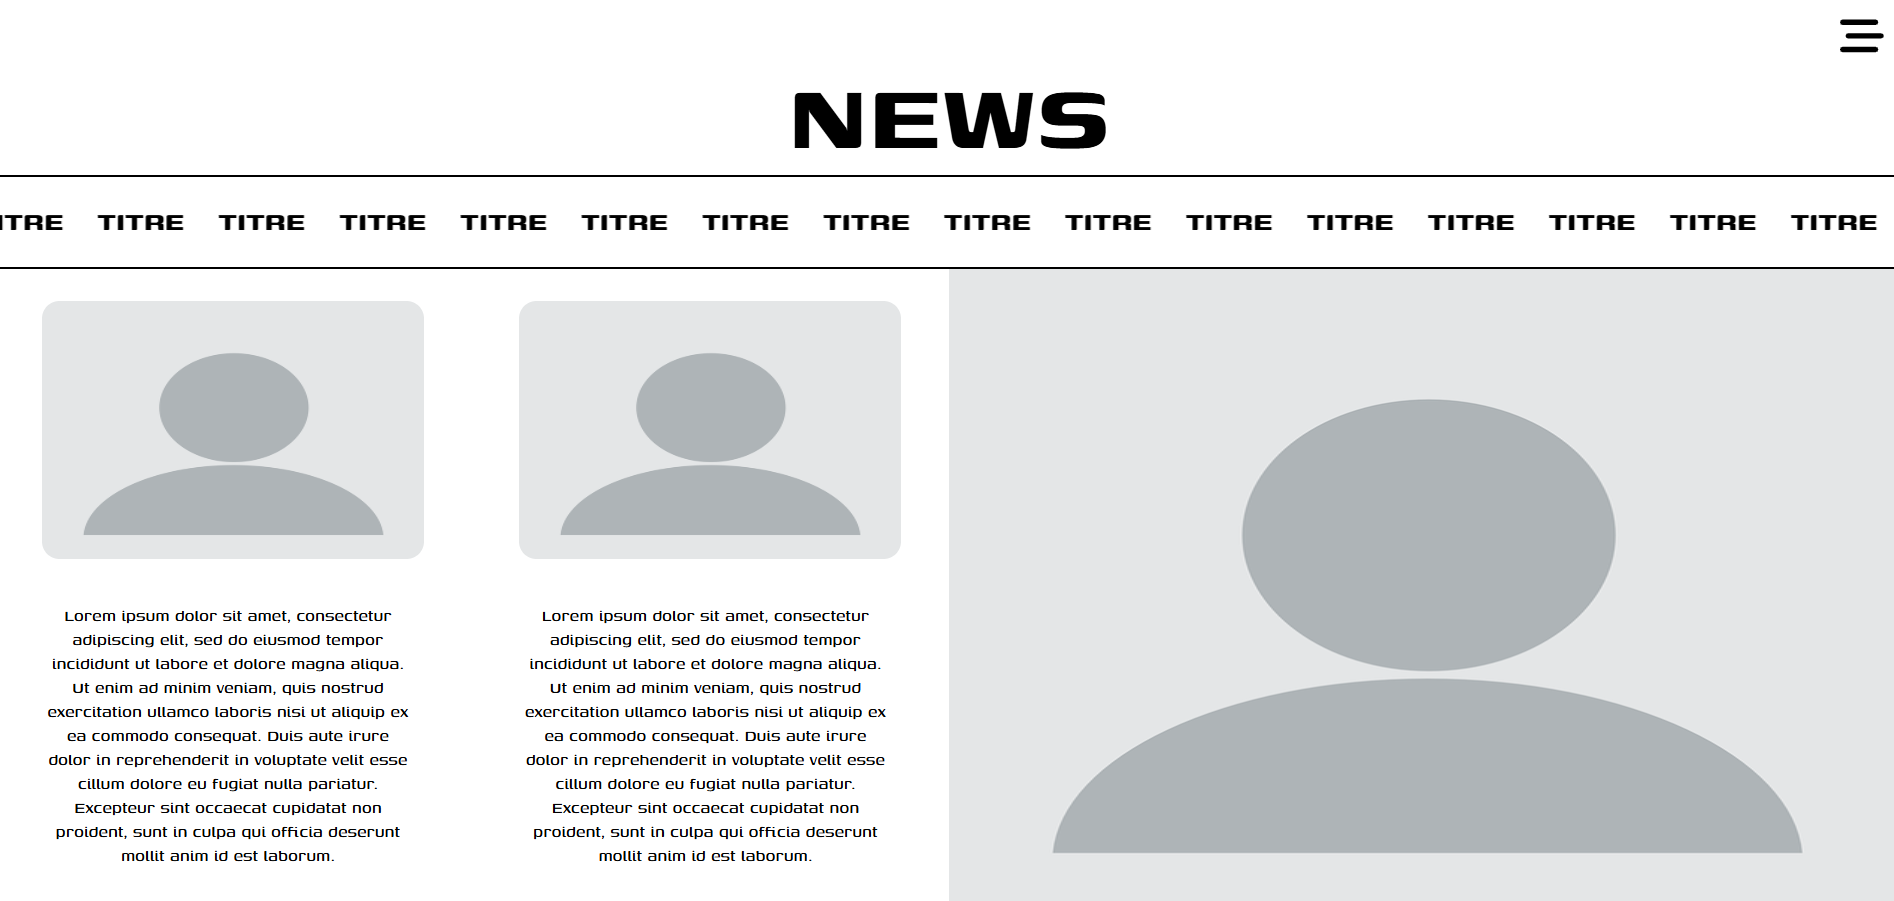 NEWS
ITRE TITRE TITRE TITRE TITRE TITRE TITRE TITRE TITRE TITRE TITRE TITRE TITRE TITRE TITRE TITRE
Lorem ipsum dolor sit amet, consectetur
adipiscing elit, sed do eiusmod tempor
incididunt ut labore et dolore magna aliqua.
Ut enim ad minim veniam, quis nostrud
exercitation ullamco laboris nisi ut aliquip ex
ea commodo consequat. Duis aute irure
dolor in reprehenderit in voluptate velit esse
cillum dolore eu fugiat nulla pariatur.
Excepteur sint occaecat cupidatat non
proident, sunt in culpa qui officia deserunt
mollit anim id est laborum.
Lorem ipsum dolor sit amet, consectetur
adipiscing elit, sed do eiusmod tempor
incididunt ut labore et dolore magna aliqua.
Ut enim ad minim veniam, quis nostrud
exercitation ullamco laboris nisi ut aliquip ex
ea commodo consequat. Duis aute irure
dolor in reprehenderit in voluptate velit esse
cillum dolore eu fugiat nulla pariatur.
Excepteur sint occaecat cupidatat non
proident, sunt in culpa qui officia deserunt
mollit anim id est laborum.